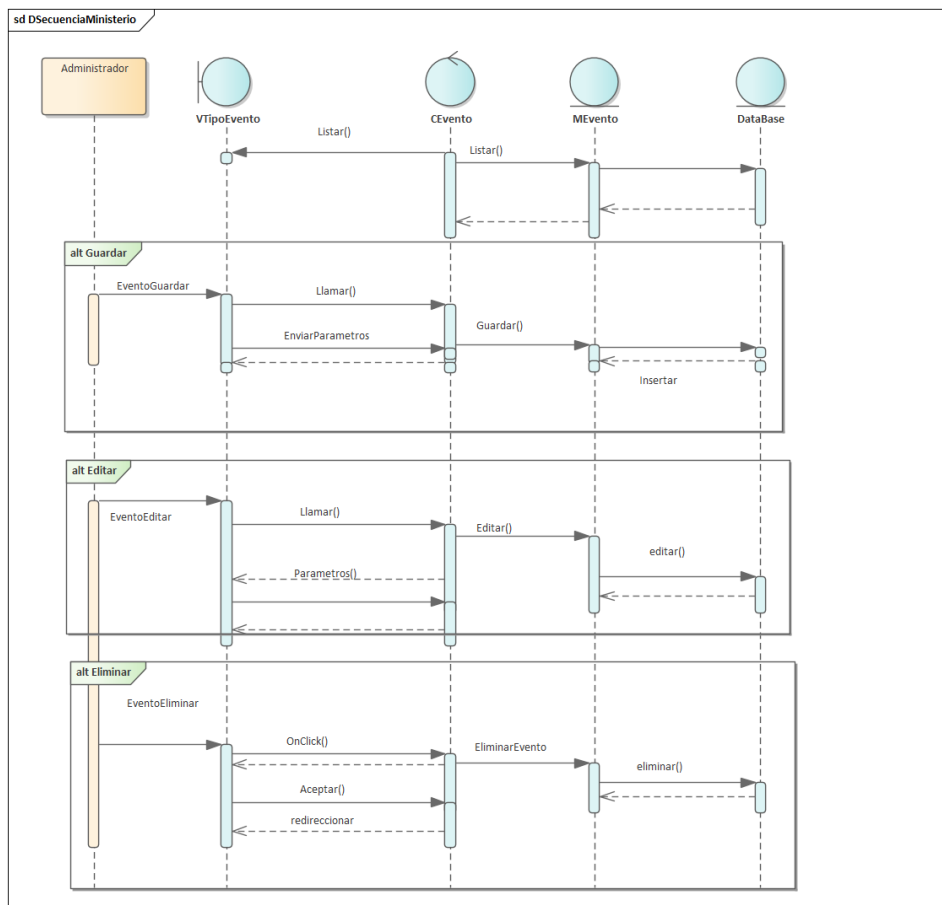 sd DSecuenciaMinisterio
Administrador
VTipoEvento
CEvento
MEvento
DataBase
Listar()
Listar()
alt Guardar
EventoGuardar
Llamar()
EnviarParametros
Guardar()
Insertar
alt Editar
EventoEditar
Llamar()
Editar()
editar()
Parametros()
alt Eliminar
EventoEliminar
OnClick()
EliminarEvento
eliminar()
Aceptar()
redireccionar